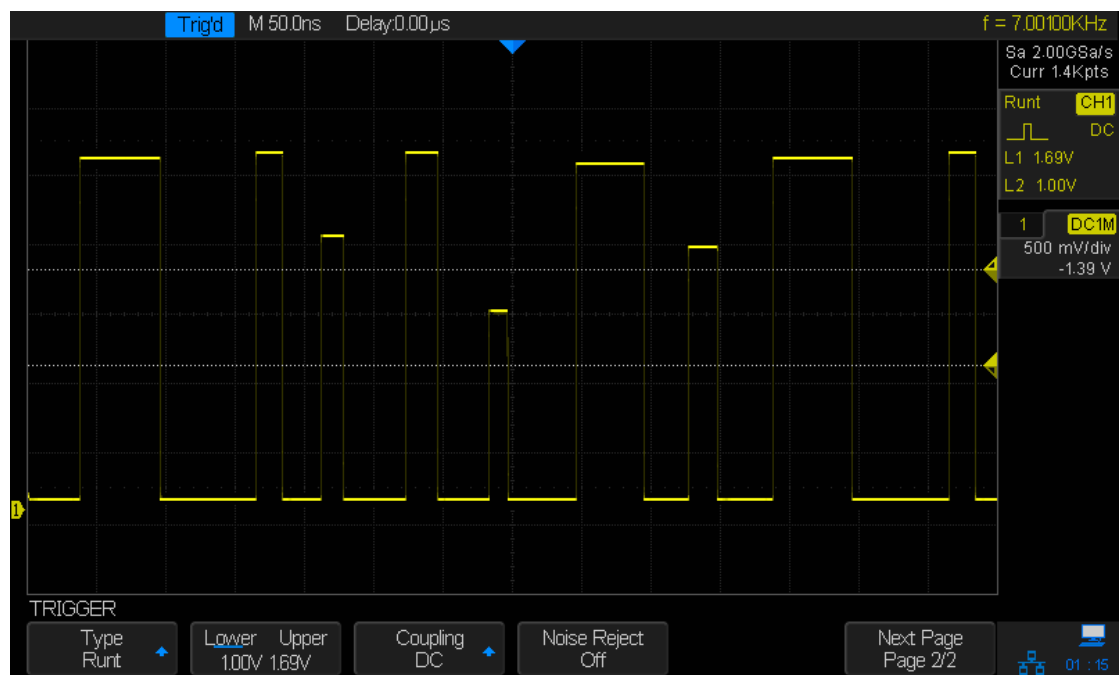 Trig'd M 50.0ns Delay:0.00µs f = 7.00100KHz
Sa 2.00GSa/s
Curr 1.4Kpts
Runt CH1
DC
L1 1.69V
L2 1.00V
1 DC1M
500 mV/div
-1.39 V
1
TRIGGER
Type
Runt
Lower Upper
1.00V 1.69V
Coupling
DC
Noise Reject
Off
Next Page
Page 2/2
01 : 15